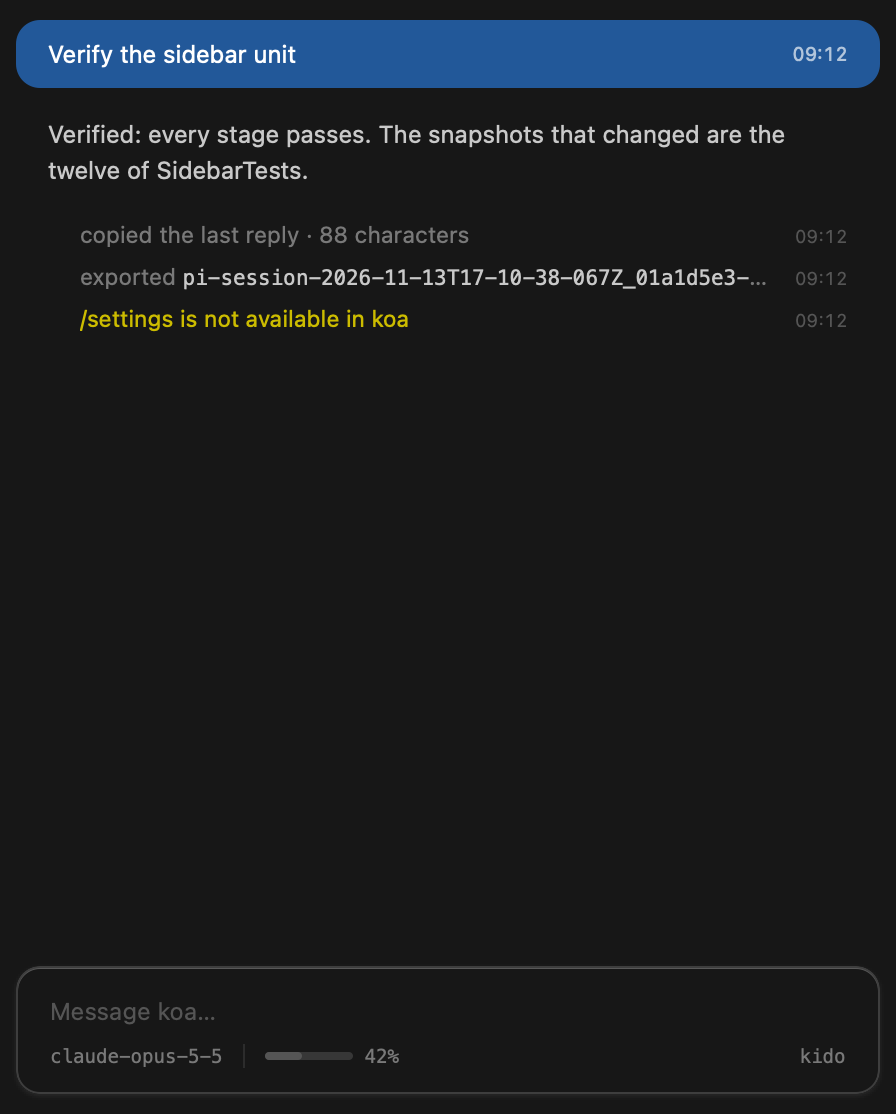 Verify the sidebar unit 09:12
Verified: every stage passes. The snapshots that changed are the
twelve of SidebarTests.
copied the last reply · 88 characters 09:12
exported pi-session-2026-11-13T17-10-38-067Z_01a1d5e3-… 09:12
/settings is not available in koa 09:12
Message koa…
claude-opus-5-5 42% kido